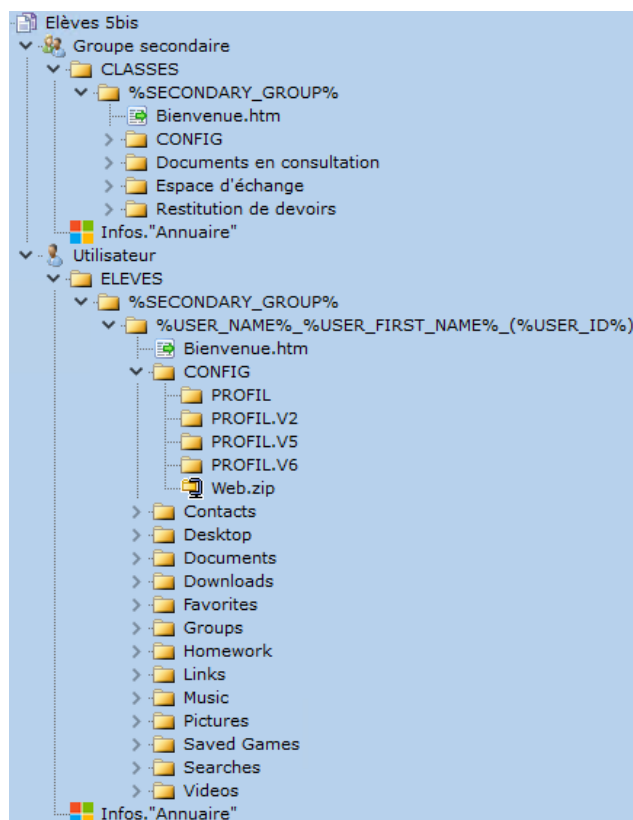 Elèves 5bis
Groupe secondaire
CLASSES
%SECONDARY_GROUP%
Bienvenue.htm
CONFIG
Documents en consultation
Espace d'échange
Restitution de devoirs
Infos."Annuaire"
Utilisateur
ELEVES
%SECONDARY_GROUP%
%USER_NAME%_%USER_FIRST_NAME%_(%USER_ID%)
Bienvenue.htm
CONFIG
PROFIL
PROFIL.V2
PROFIL.V5
PROFIL.V6
Web.zip
Contacts
Desktop
Documents
Downloads
Favorites
Groups
Homework
Links
Music
Pictures
Saved Games
Searches
Videos
Infos."Annuaire"